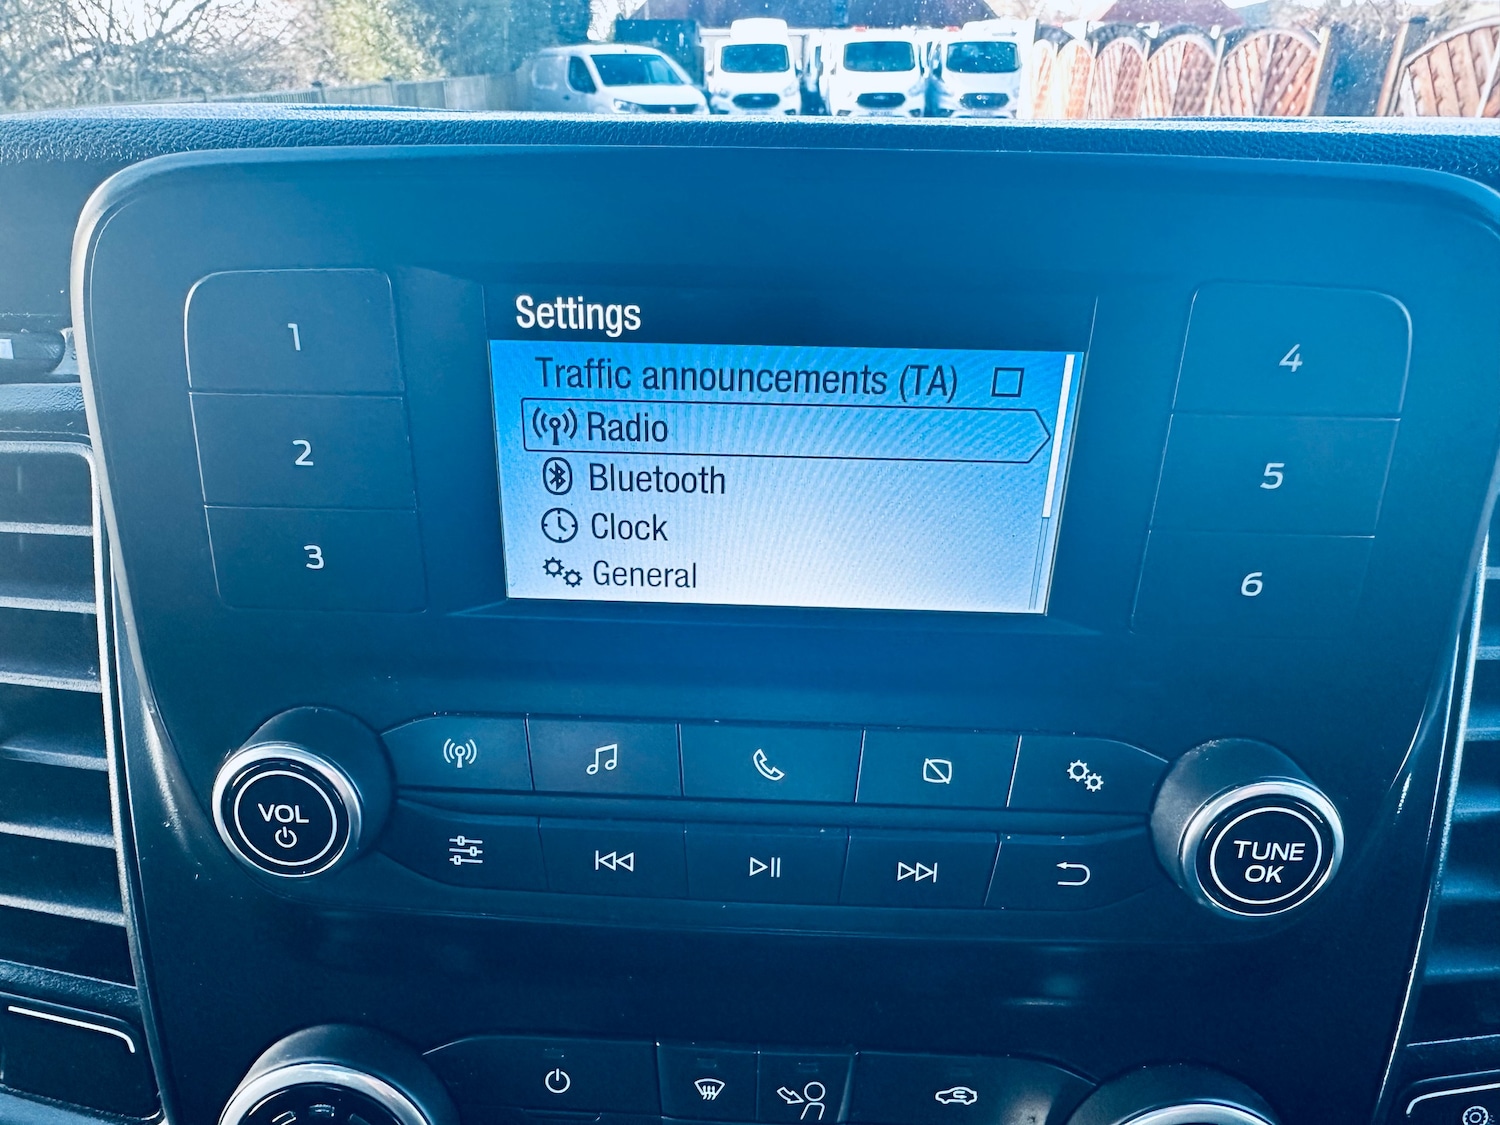 Settings
Traffic announcements (TA)
Radio
Bluetooth
Clock
General
1
2
3
4
5
6
VOL
TUNE
OK